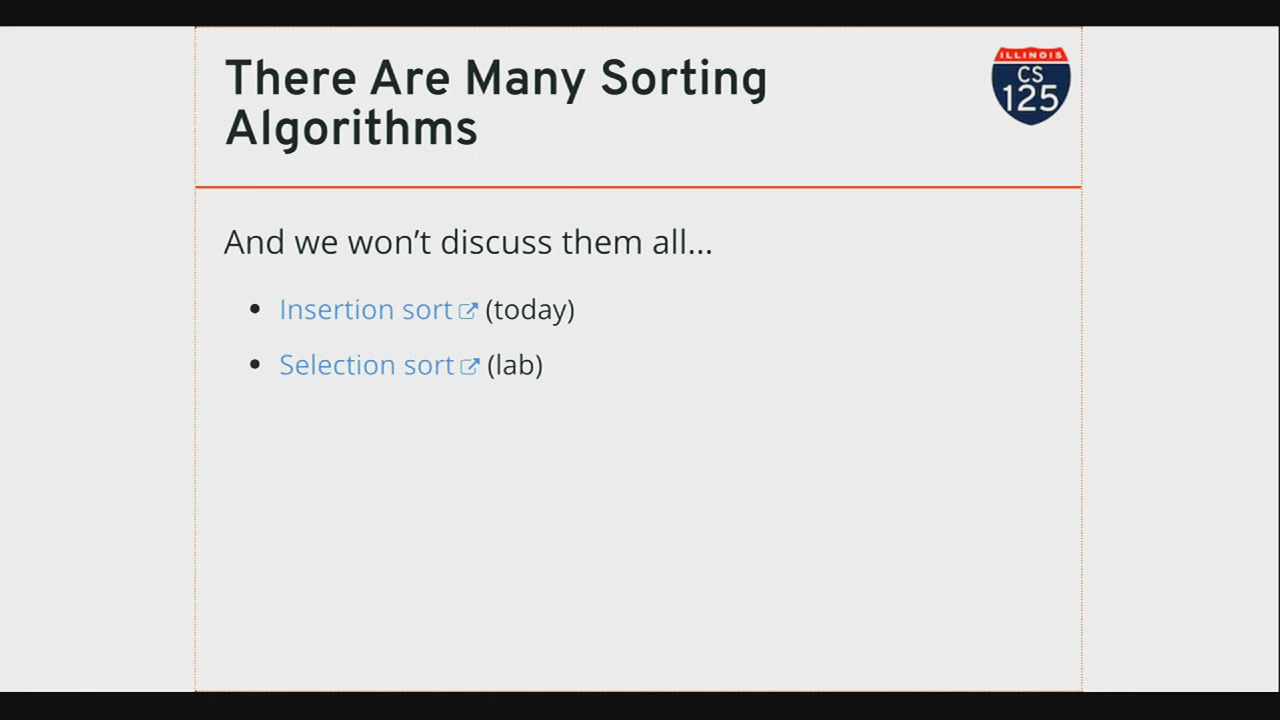 There Are Many Sorting
Algorithms
ILLINOIS
CS
125
And we won't discuss them all...
• Insertion sort (today)
• Selection sort (lab)